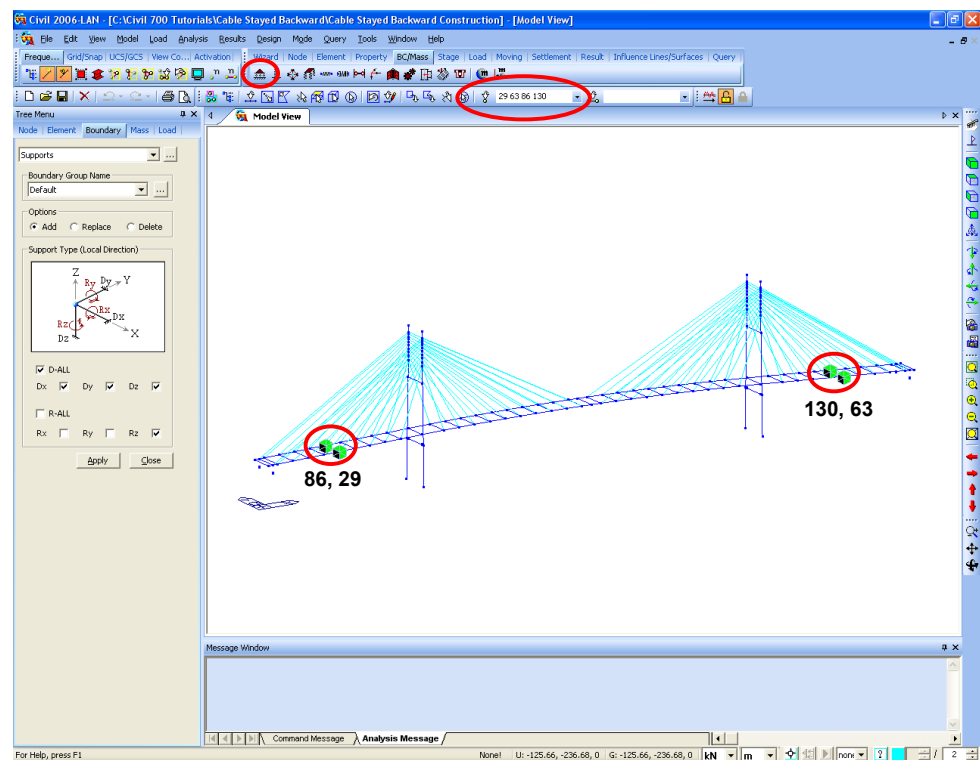 Civil 2006-LAN - [C:\Civil 700 Tutorials\Cable Stayed Backward\Cable Stayed Backward Construction] - [Model View]
File Edit View Model Load Analysis Results Design Mode Query Tools Window Help
Freque... Grid/Snap UCS/GCS View Co... Activation Wizard Node Element Property BC/Mass Stage Load Moving Settlement Result Influence Lines/Surfaces Query
29 63 86 130
Tree Menu
Model View
Node Element Boundary Mass Load
Supports
...
Boundary Group Name
Default
...
Options
Add Replace Delete
Support Type (Local Direction)
Z
Ry Dy Y
Rx
Dx
Rz
X
Dz
D-ALL
Dx Dy Dz
R-ALL
Rx Ry Rz
Apply Close
130, 63
86, 29
Message Window
Command Message Analysis Message
For Help, press F1
None! U: -125.66, -236.68, 0 G: -125.66, -236.68, 0 kN m none ? / 2